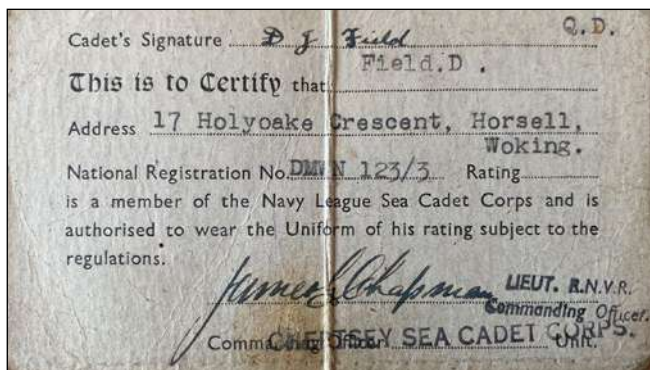 Q.D.
Cadet's Signature D J Field
Field.D .
This is to Certify that
Address 17 Holyoake Crescent, Horsell,
Woking.
National Registration No. DMVN 123/3 Rating
is a member of the Navy League Sea Cadet Corps and is
authorised to wear the Uniform of his rating subject to the
regulations.
James Chapman LIEUT. R.N.V.R.
Commanding Officer.
Commanding Officer CHERTSEY SEA CADET CORPS. Unit.